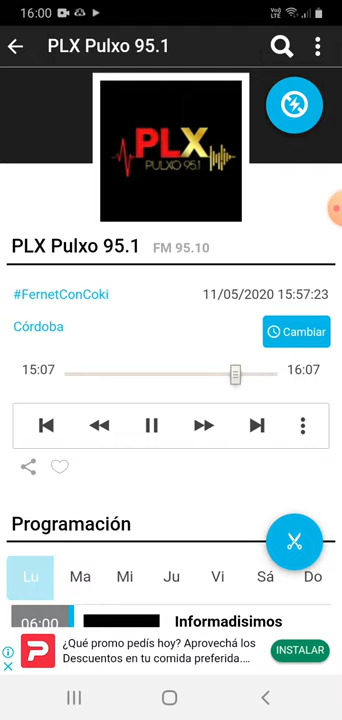 16:00
Vo)) LTE
PLX Pulxo 95.1
PLX
PULXO 95.1
PLX Pulxo 95.1 FM 95.10
#FernetConCoki 11/05/2020 15:57:23
Córdoba Cambiar
15:07 16:07
Programación
Lu Ma Mi Ju Vi Sá Do
06:00 Informadisimos
¿Qué promo pedís hoy? Aprovechá los
Descuentos en tu comida preferida....
INSTALAR